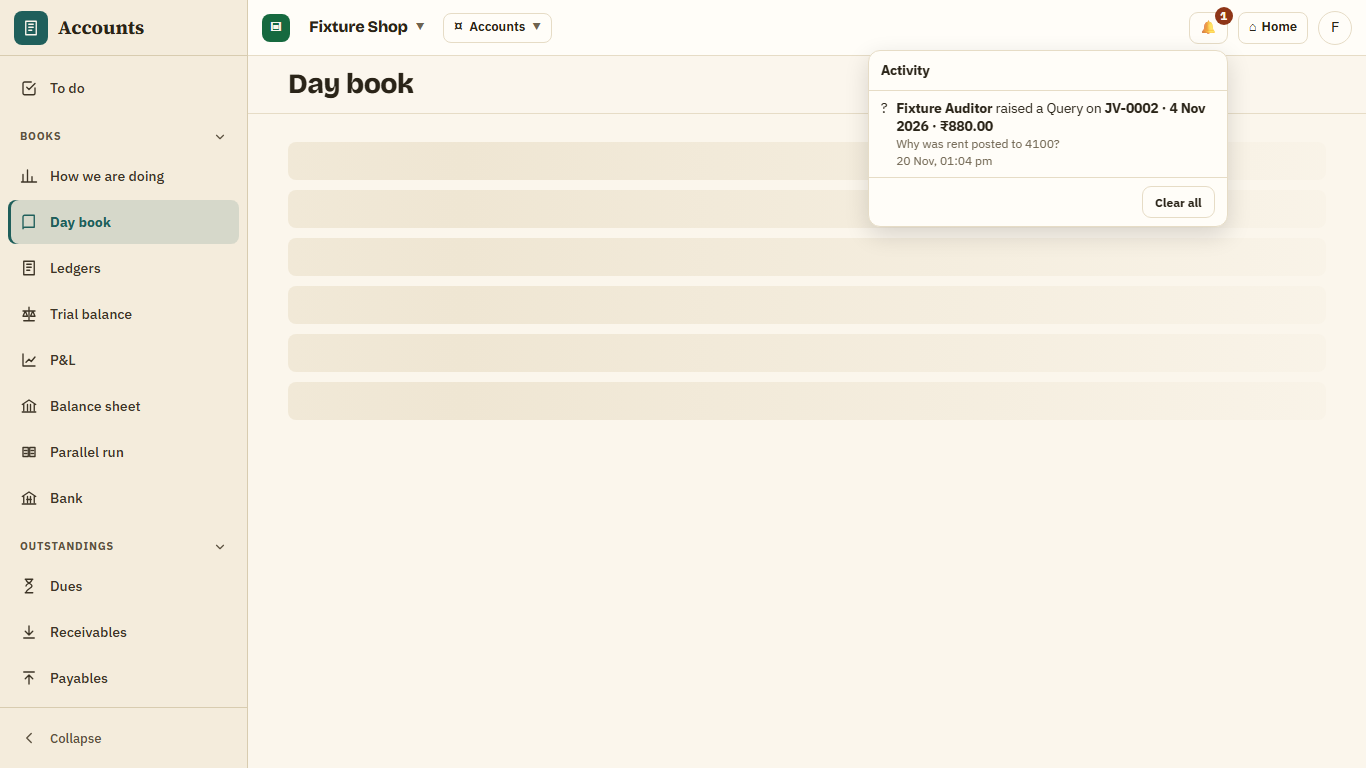 Accounts
Fixture Shop ▼
¤ Accounts ▼
1
⌂ Home
F
To do
BOOKS
How we are doing
Day book
Ledgers
Trial balance
P&L
Balance sheet
Parallel run
Bank
OUTSTANDINGS
Dues
Receivables
Payables
Collapse
Day book
Activity
? Fixture Auditor raised a Query on JV-0002 · 4 Nov
2026 · ₹880.00
Why was rent posted to 4100?
20 Nov, 01:04 pm
Clear all